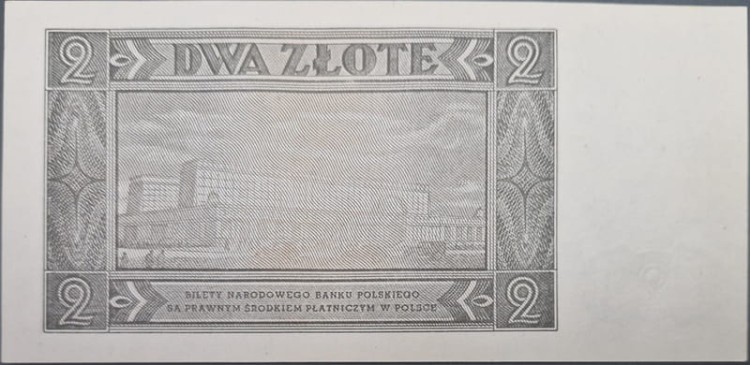 2 DWA ZŁOTE 2
2 BILETY NARODOWEGO BANKU POLSKIEGO 2
SĄ PRAWNYM ŚRODKIEM PŁATNICZYM W POLSCE